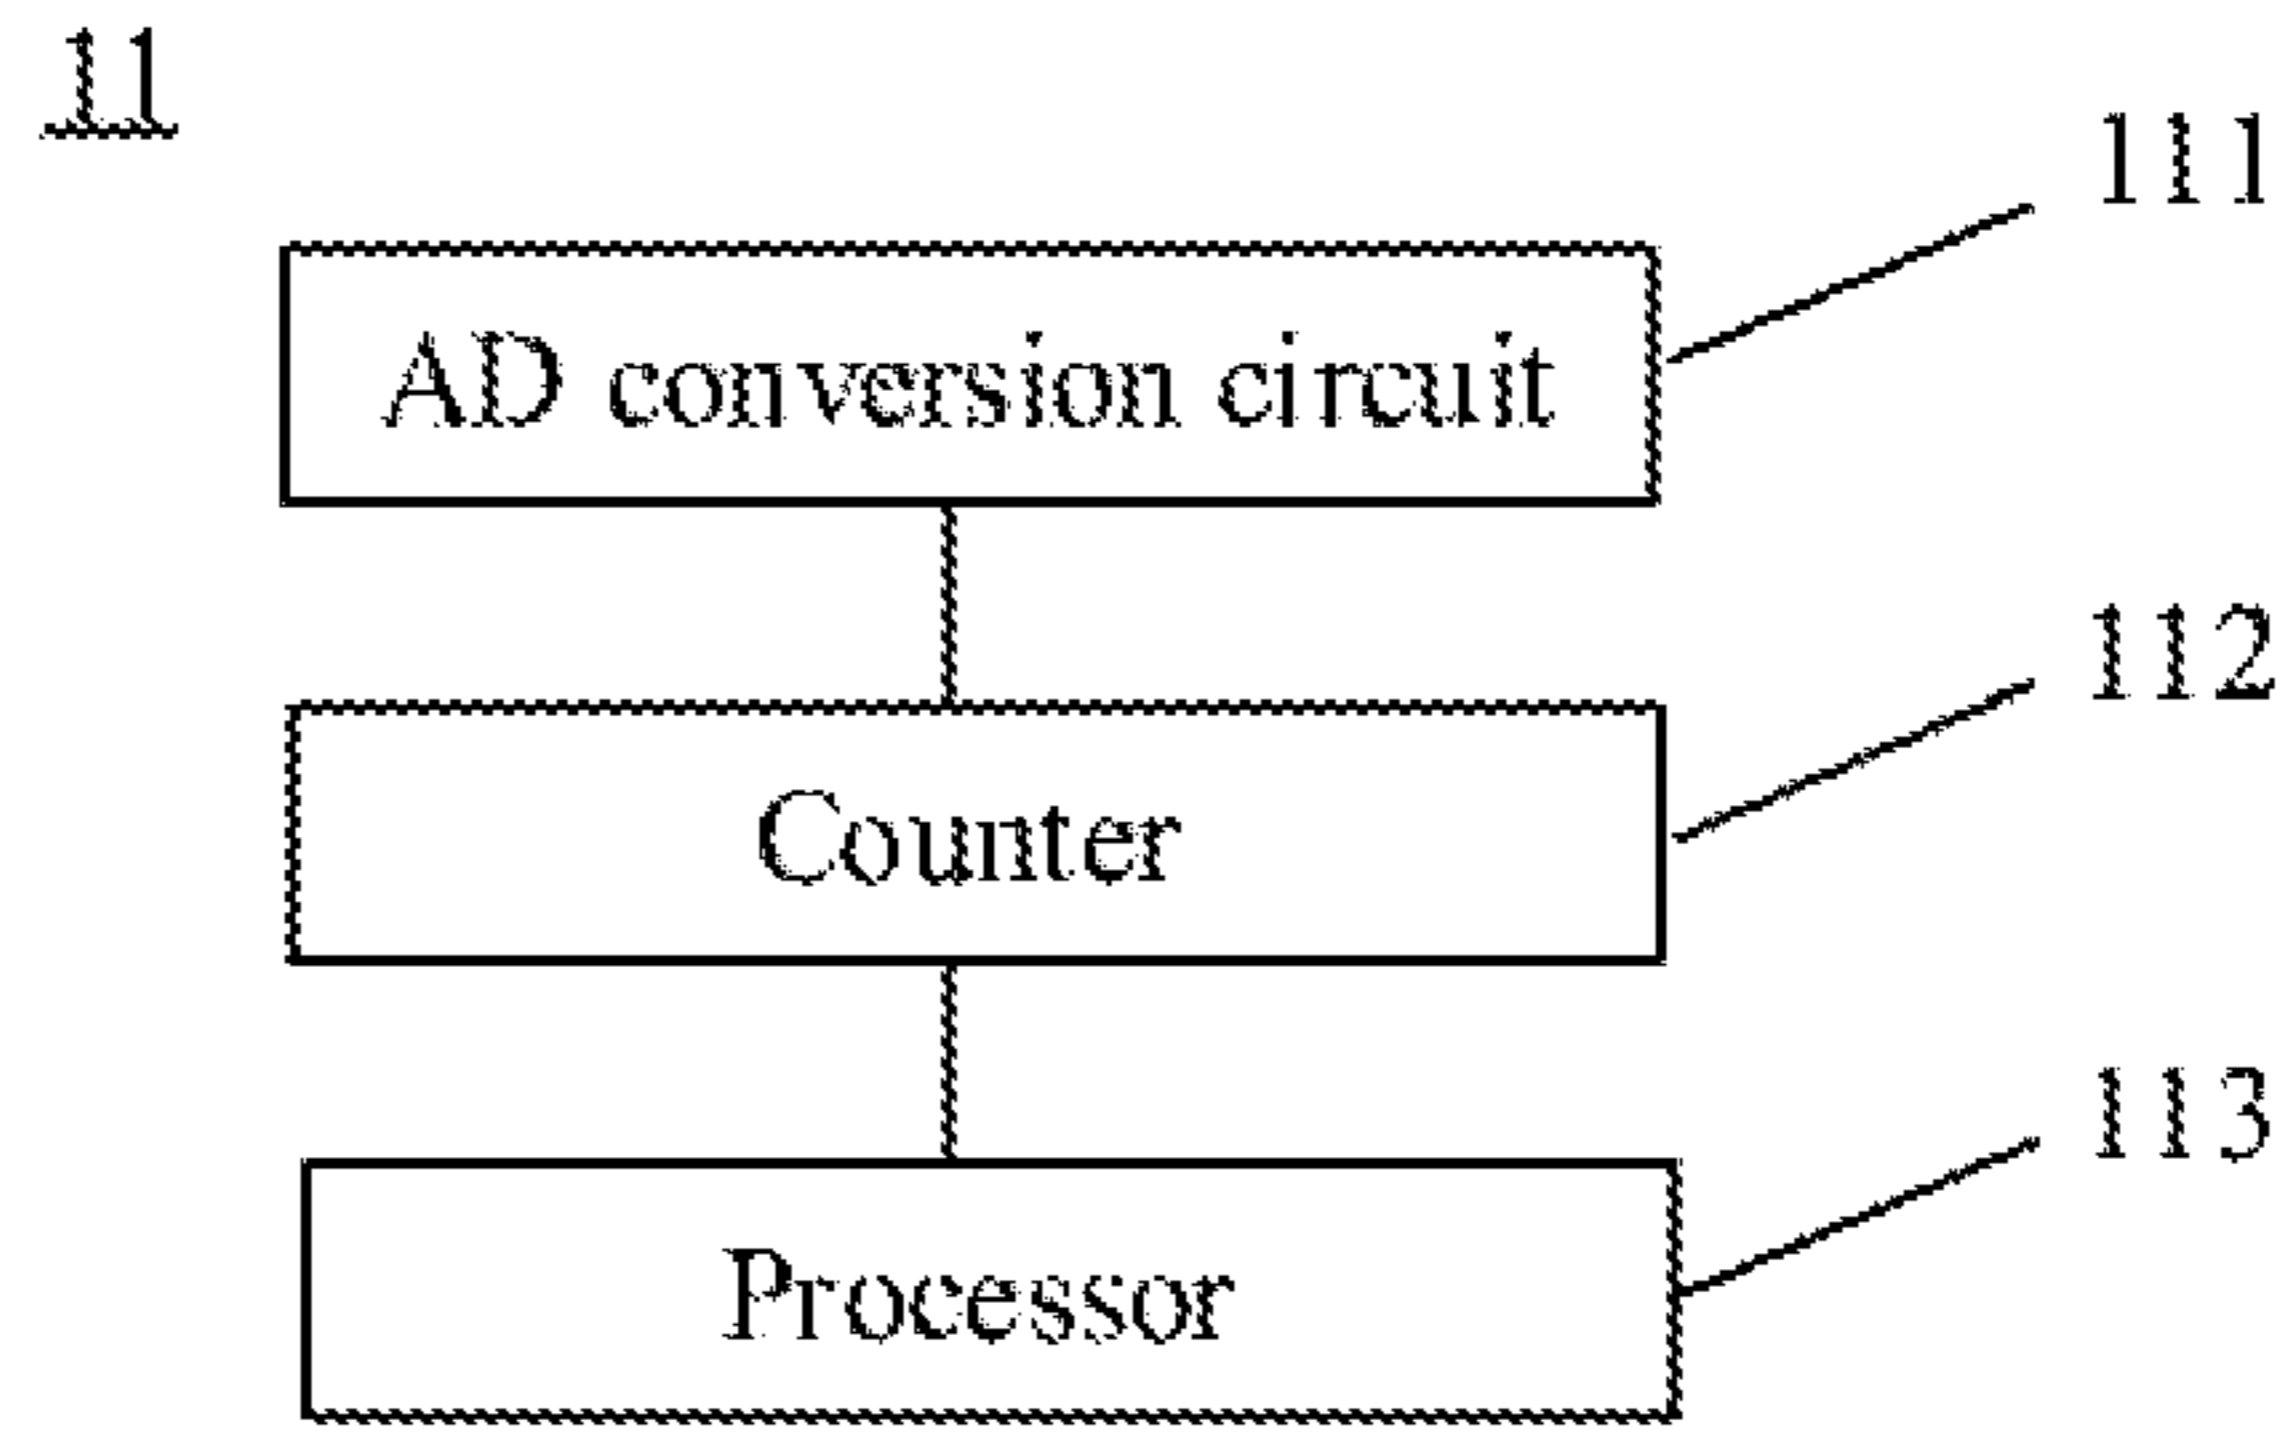 11
111
AD conversion circuit
112
Counter
113
Processor